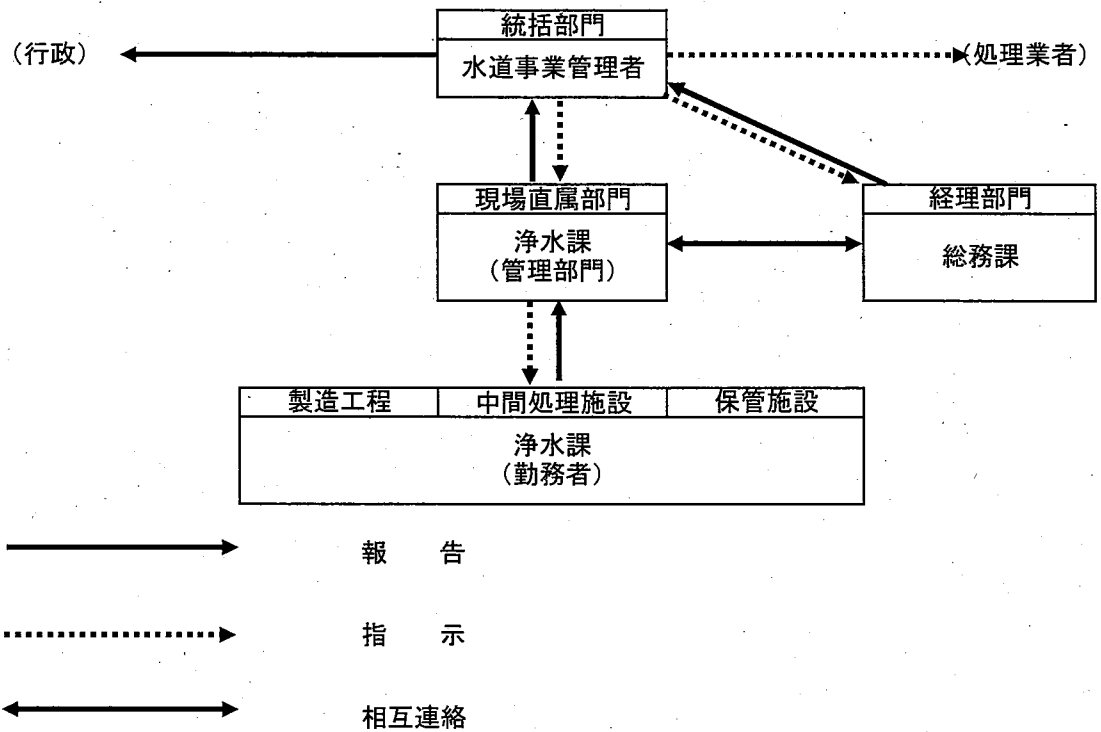 統括部門
(行政)
水道事業管理者
(処理業者)
現場直属部門
経理部門
浄水課
(管理部門)
総務課
製造工程
中間処理施設
保管施設
浄水課
(勤務者)
報 告
指 示
相互連絡